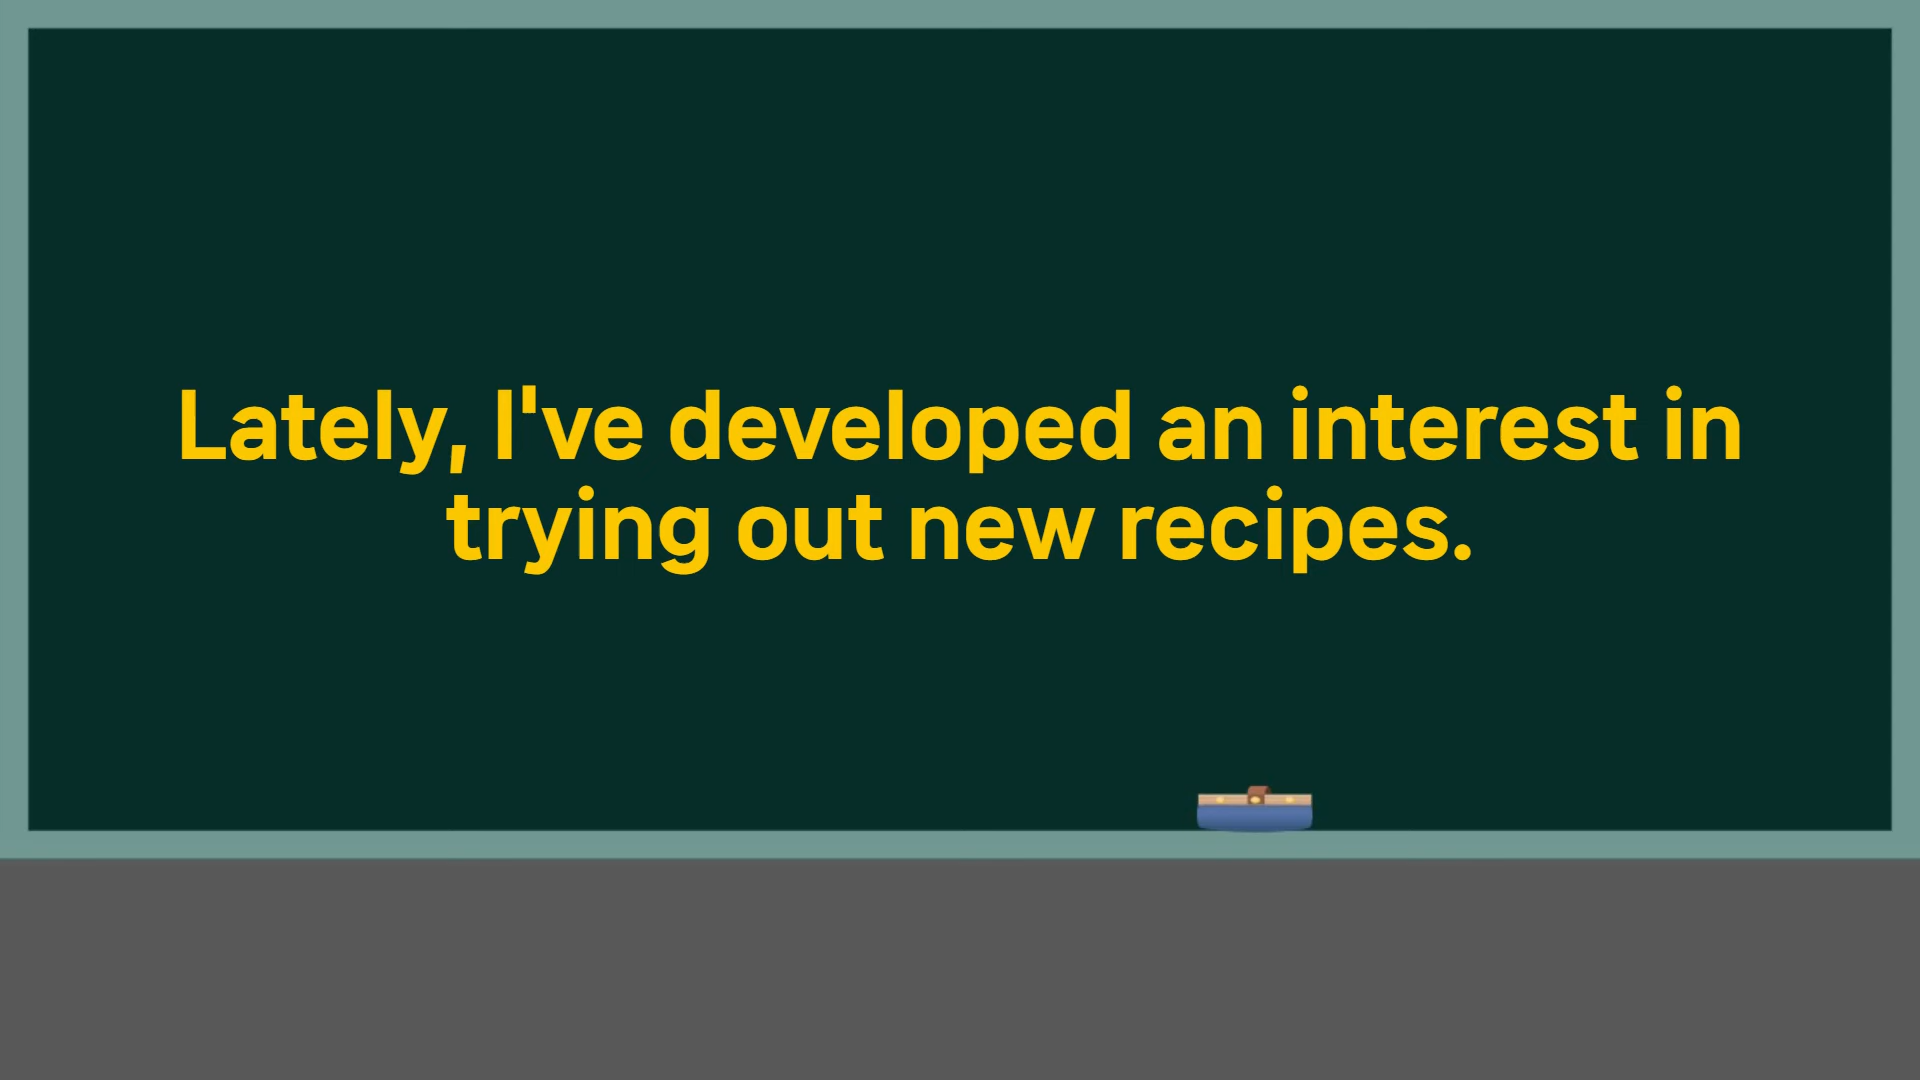 Lately, I've developed an interest in
trying out new recipes.